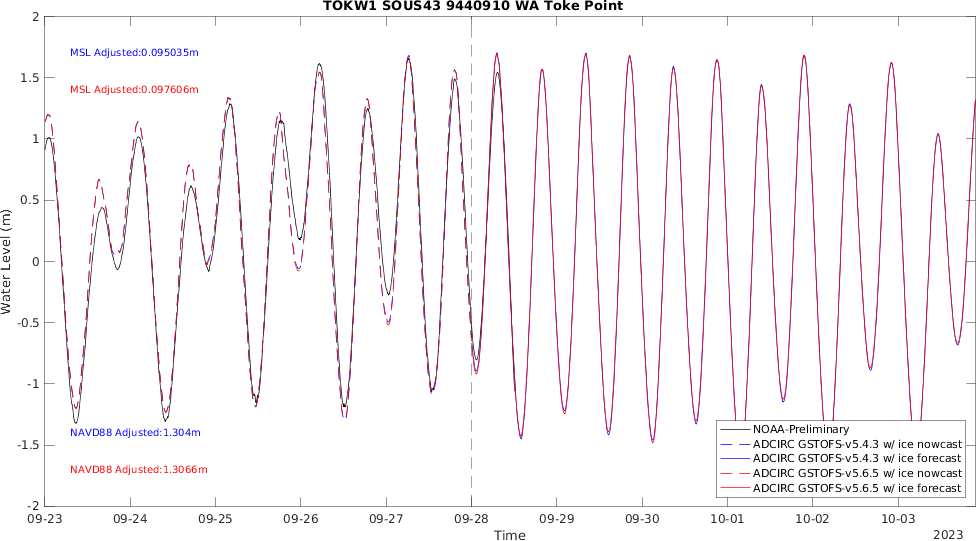 TOKW1 SOUS43 9440910 WA Toke Point
2
1.5
1
0.5
0
-0.5
-1
-1.5
-2
Water Level (m)
MSL Adjusted:0.095035m
MSL Adjusted:0.097606m
NAVD88 Adjusted:1.304m
NAVD88 Adjusted:1.3066m
NOAA-Preliminary
ADCIRC GSTOFS-v5.4.3 w/ ice nowcast
ADCIRC GSTOFS-v5.4.3 w/ ice forecast
ADCIRC GSTOFS-v5.6.5 w/ ice nowcast
ADCIRC GSTOFS-v5.6.5 w/ ice forecast
09-23 09-24 09-25 09-26 09-27 09-28 09-29 09-30 10-01 10-02 10-03
Time
2023